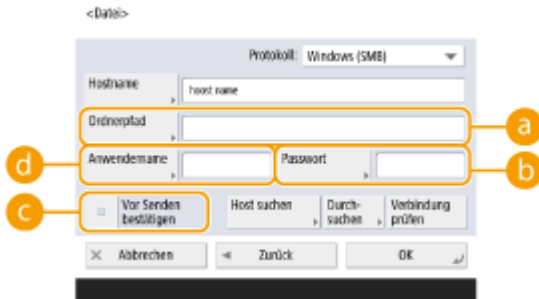 <Datei>
Protokoll: Windows (SMB)
Hostname
hoost name
Ordnerpfad
a
d
Anwendername
Passwort
b
c
Vor Senden
bestätigen
Host suchen
Durch-
suchen
Verbindung
prüfen
Abbrechen
Zurück
OK